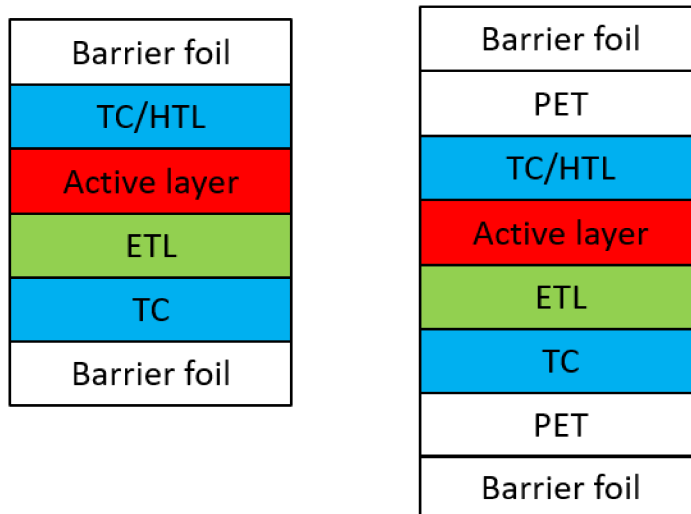 Barrier foil
TC/HTL
Active layer
ETL
TC
Barrier foil
Barrier foil
PET
TC/HTL
Active layer
ETL
TC
PET
Barrier foil